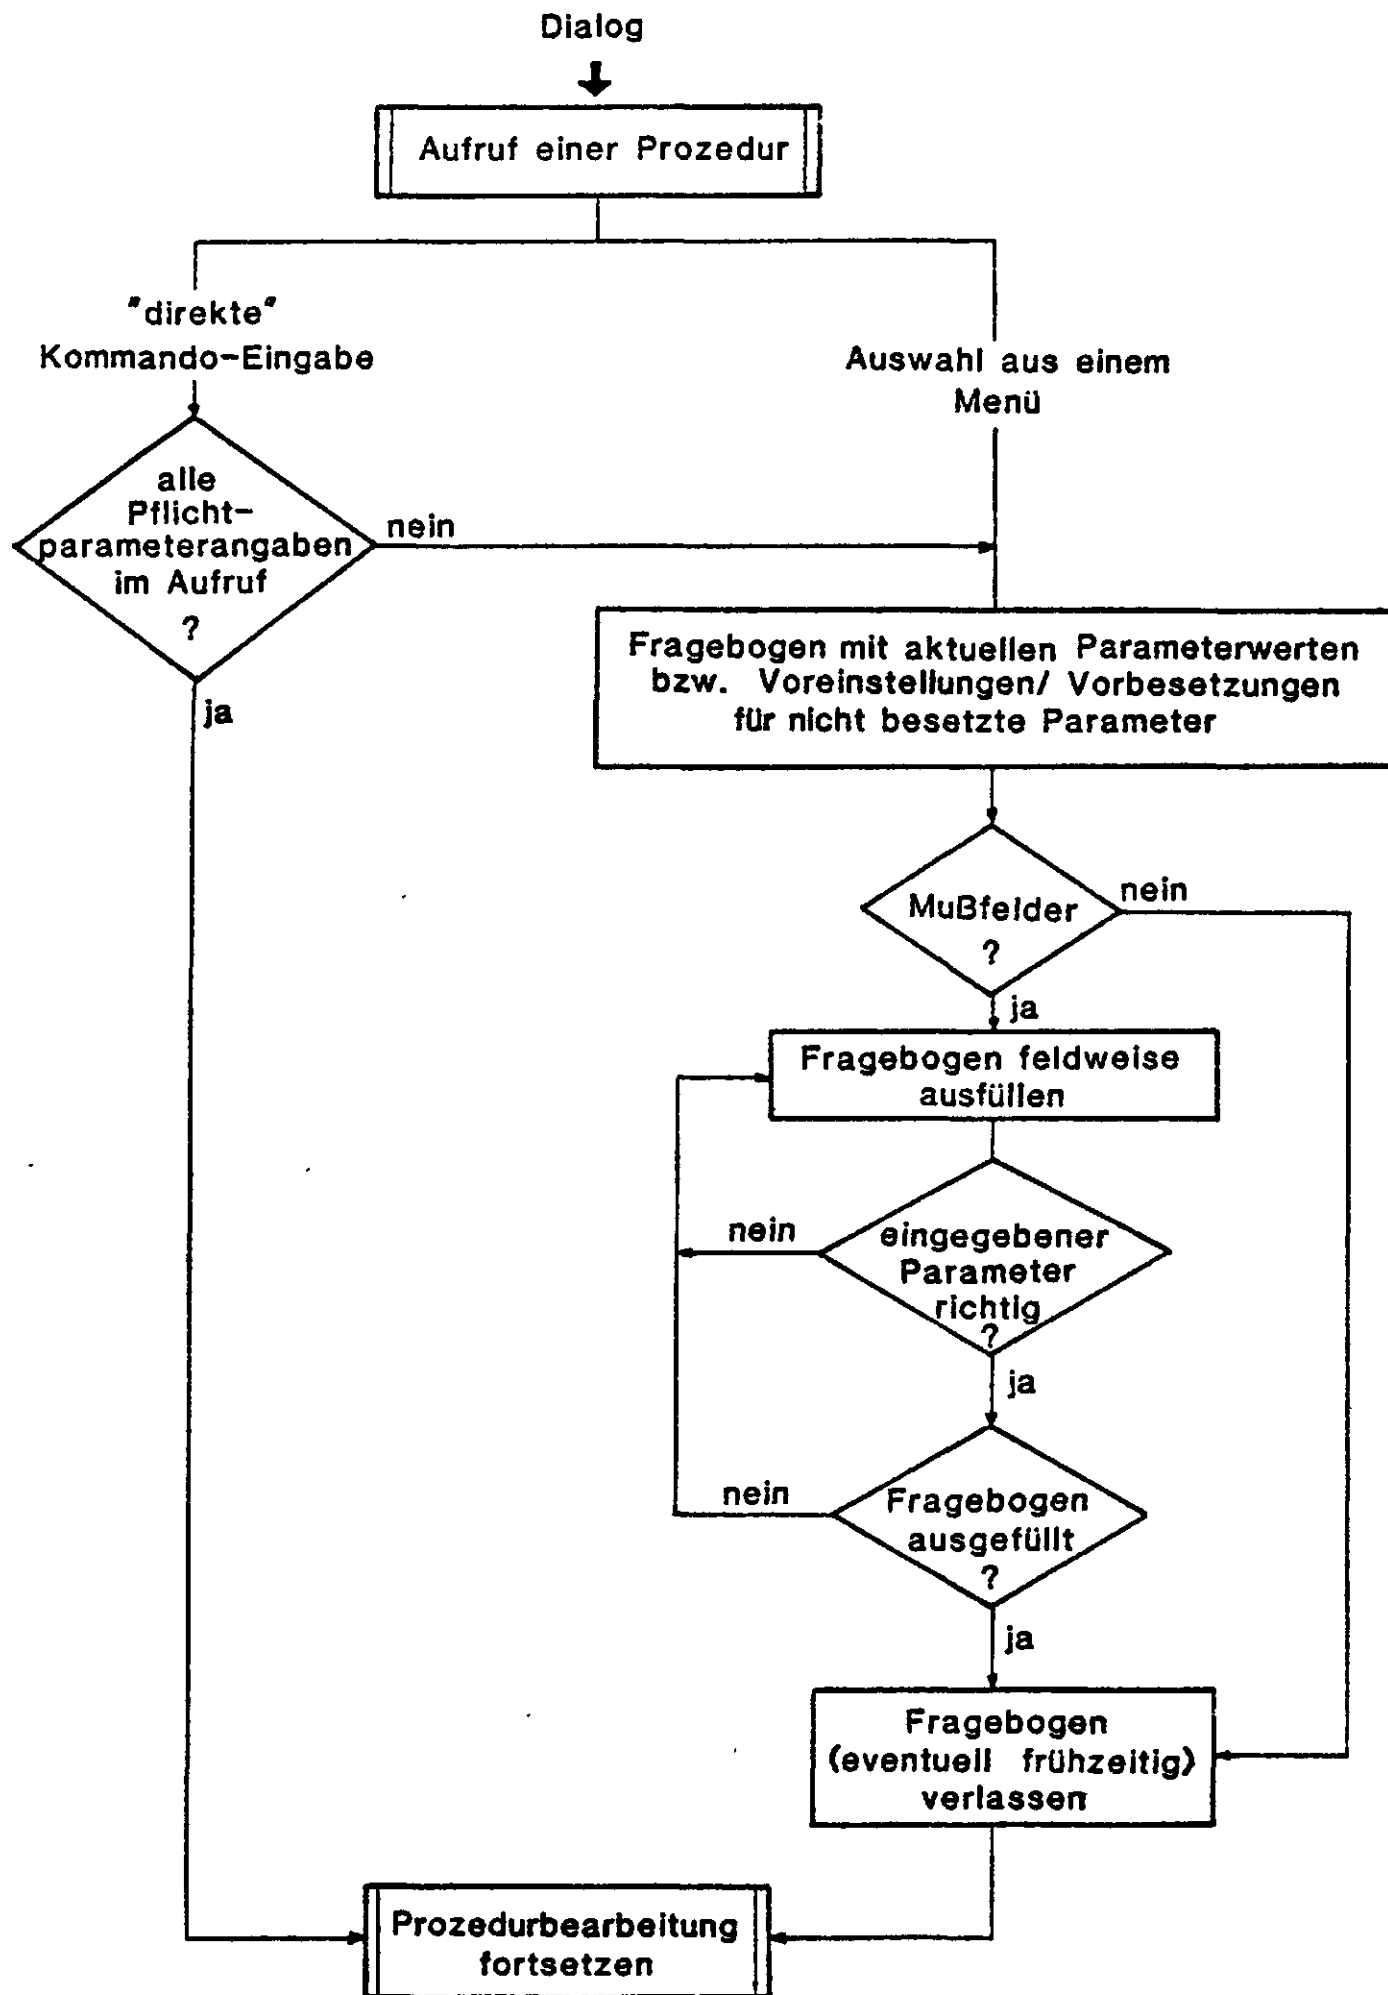 Dialog
Aufruf einer Prozedur
"direkte"
Kommando-Eingabe
Auswahl aus einem
Menü
alle
Pflicht-
parameterangaben
im Aufruf
?
nein
ja
Fragebogen mit aktuellen Parameterwerten
bzw. Voreinstellungen/ Vorbesetzungen
für nicht besetzte Parameter
Mußfelder
?
nein
ja
Fragebogen feldweise
ausfüllen
nein
eingegebener
Parameter
richtig
?
ja
nein
Fragebogen
ausgefüllt
?
ja
Fragebogen
(eventuell frühzeitig)
verlassen
Prozedurbearbeitung
fortsetzen